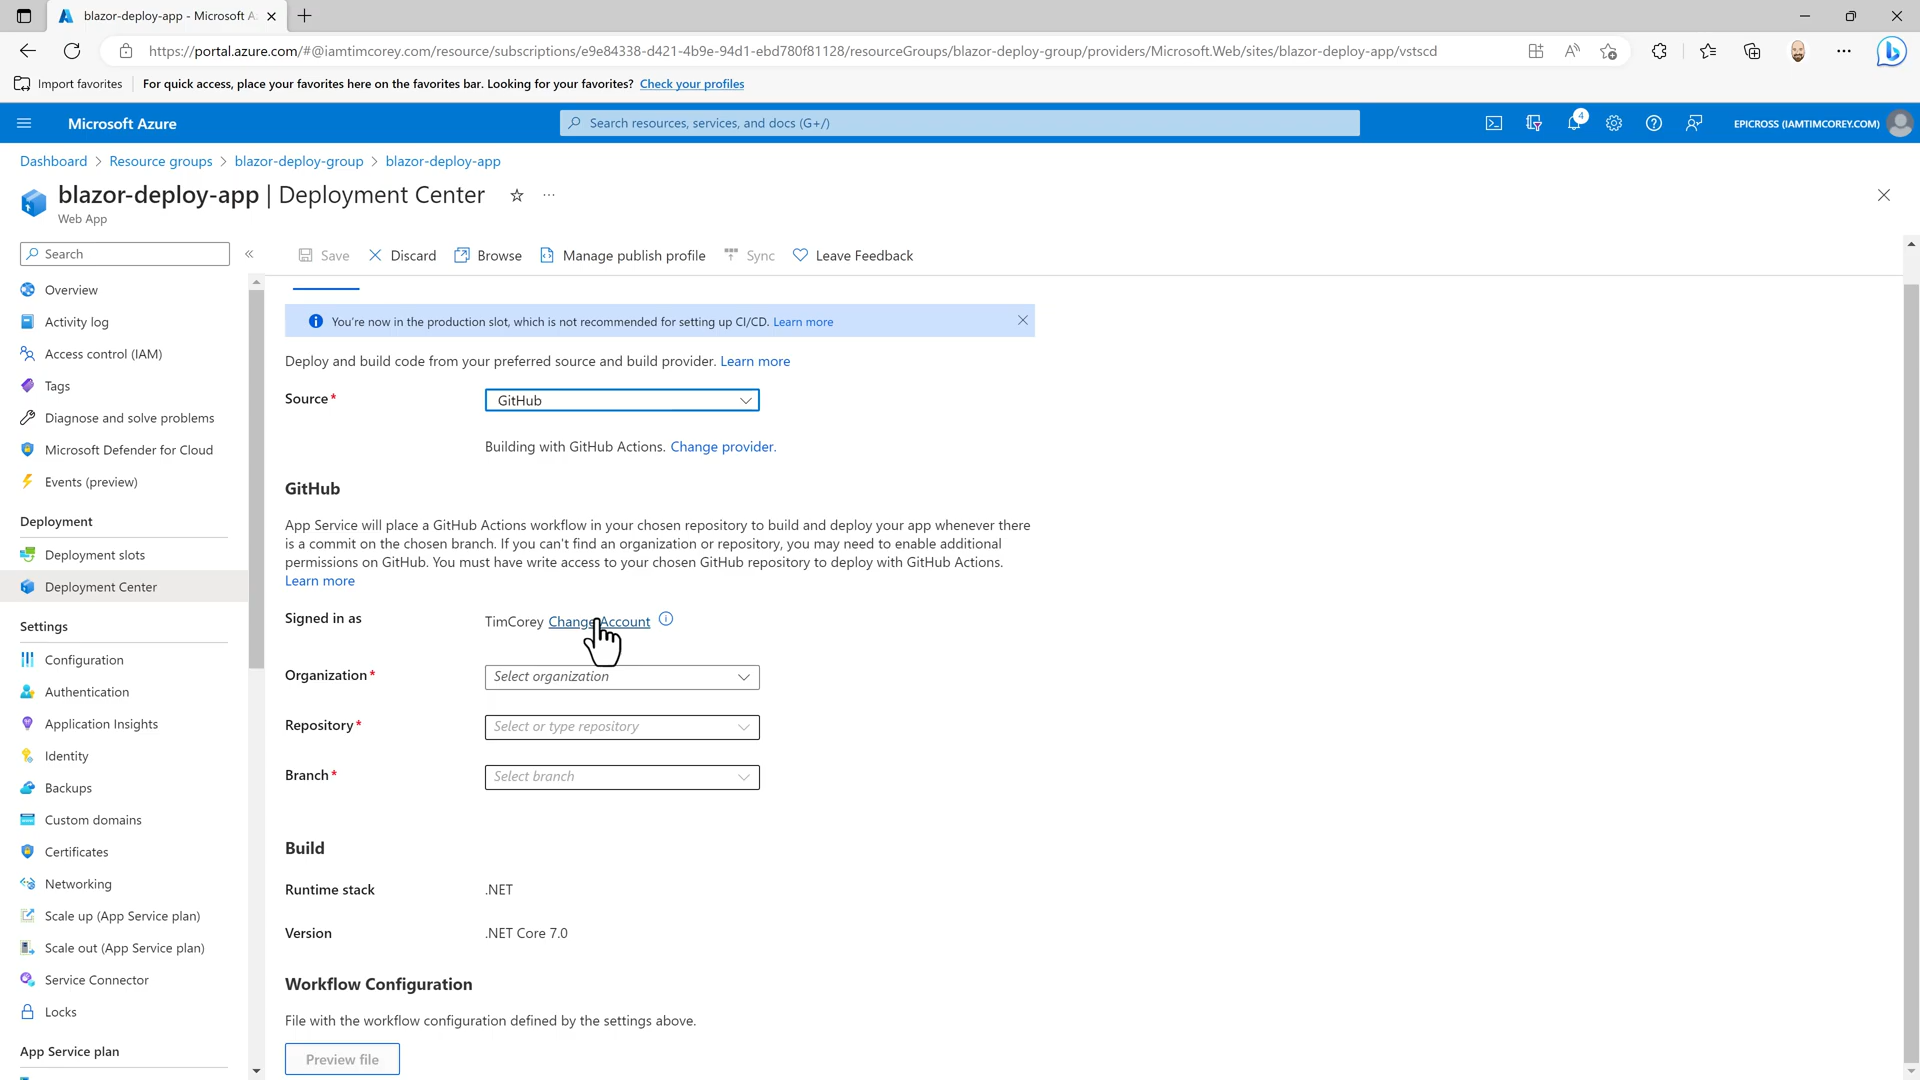 blazor-deploy-app - Microsoft A
https://portal.azure.com/#@iamtimcorey.com/resource/subscriptions/e9e84338-d421-4b9e-94d1-ebd780f81128/resourceGroups/blazor-deploy-group/providers/Microsoft.Web/sites/blazor-deploy-app/vstscd
Import favorites
For quick access, place your favorites here on the favorites bar. Looking for your favorites? Check your profiles
Microsoft Azure
Search resources, services, and docs (G+/)
4
EPICROSS (IAMTIMCOREY.COM)
Dashboard > Resource groups > blazor-deploy-group > blazor-deploy-app
blazor-deploy-app | Deployment Center
Web App
Search
Save
Discard
Browse
Manage publish profile
Sync
Leave Feedback
Overview
Activity log
Access control (IAM)
Tags
Diagnose and solve problems
Microsoft Defender for Cloud
Events (preview)
Deployment
Deployment slots
Deployment Center
Settings
Configuration
Authentication
Application Insights
Identity
Backups
Custom domains
Certificates
Networking
Scale up (App Service plan)
Scale out (App Service plan)
Service Connector
Locks
App Service plan
You're now in the production slot, which is not recommended for setting up CI/CD. Learn more
Deploy and build code from your preferred source and build provider. Learn more
Source*
GitHub
Building with GitHub Actions. Change provider.
GitHub
App Service will place a GitHub Actions workflow in your chosen repository to build and deploy your app whenever there
is a commit on the chosen branch. If you can't find an organization or repository, you may need to enable additional
permissions on GitHub. You must have write access to your chosen GitHub repository to deploy with GitHub Actions.
Learn more
Signed in as
TimCorey Change Account
Organization*
Select organization
Repository*
Select or type repository
Branch*
Select branch
Build
Runtime stack
.NET
Version
.NET Core 7.0
Workflow Configuration
File with the workflow configuration defined by the settings above.
Preview file